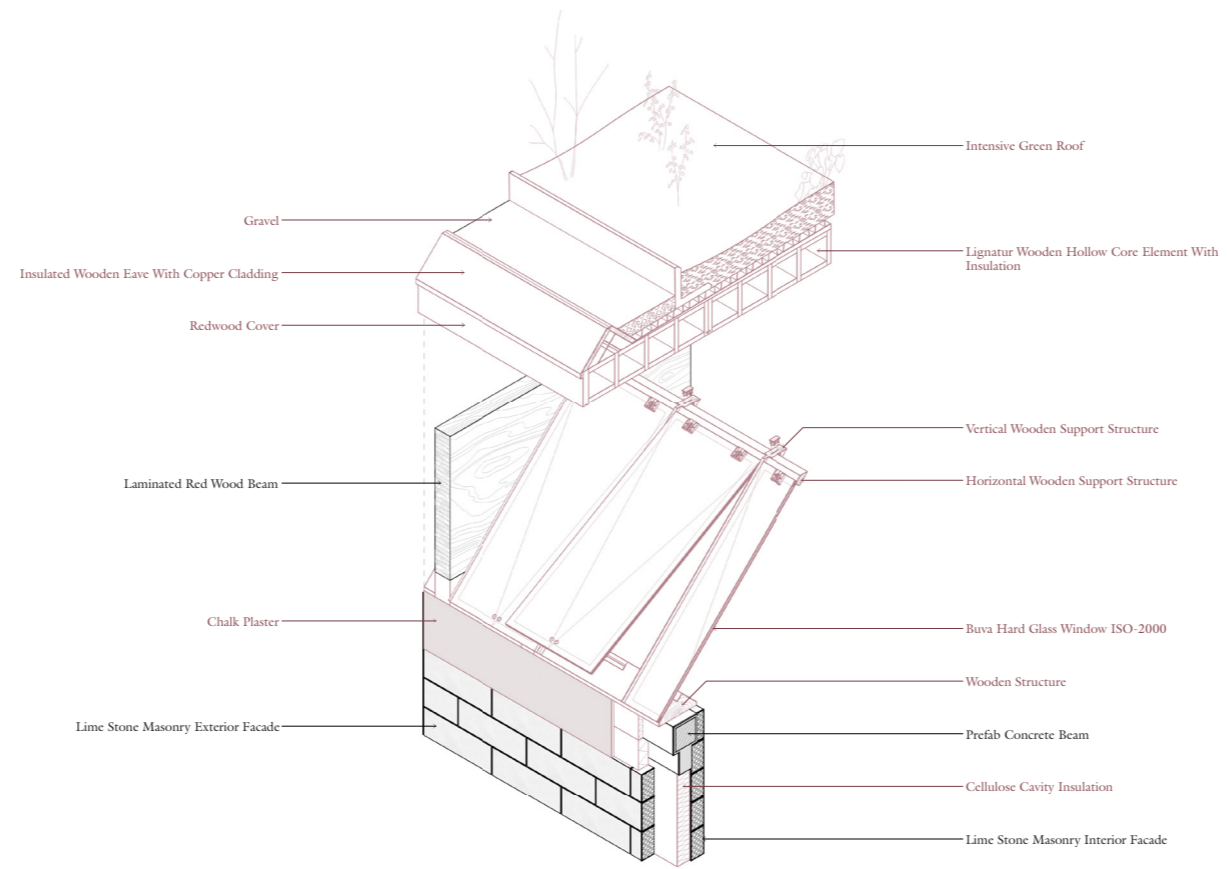 Intensive Green Roof
Gravel
Lignatur Wooden Hollow Core Element With
Insulation
Insulated Wooden Eave With Copper Cladding
Redwood Cover
Vertical Wooden Support Structure
Horizontal Wooden Support Structure
Laminated Red Wood Beam
Chalk Plaster
Buva Hard Glass Window ISO-2000
Wooden Structure
Lime Stone Masonry Exterior Facade
Prefab Concrete Beam
Cellulose Cavity Insulation
Lime Stone Masonry Interior Facade